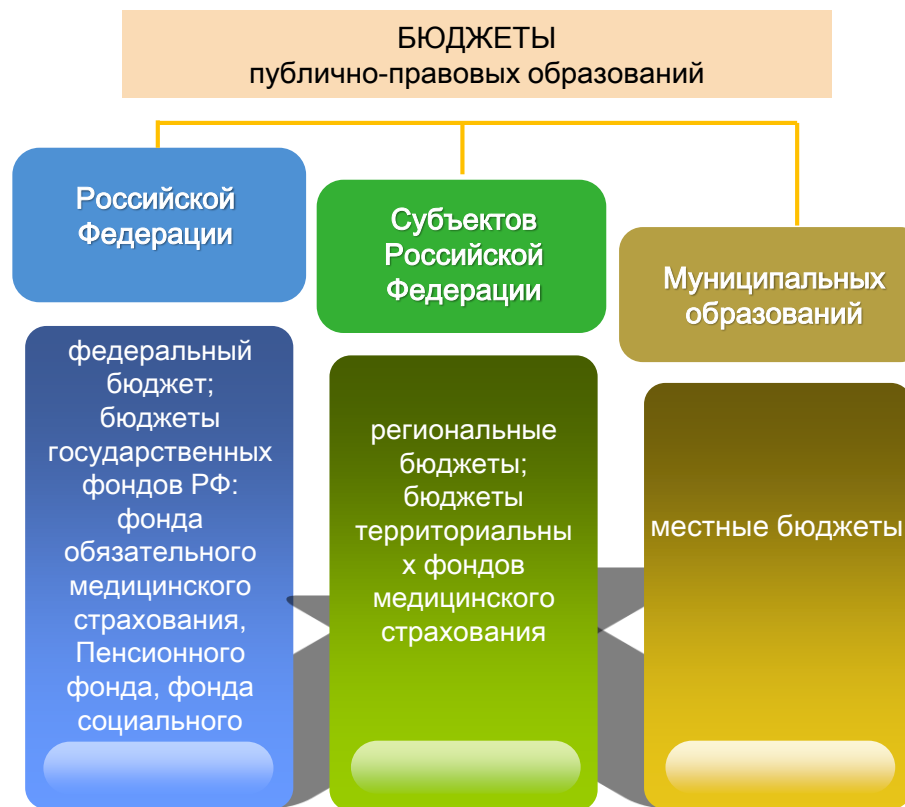 БЮДЖЕТЫ
публично-правовых образований
Российской
Федерации
Субъектов
Российской
Федерации
Муниципальных
образований
федеральный
бюджет;
бюджеты
государственных
фондов РФ:
фонда
обязательного
медицинского
страхования,
Пенсионного
фонда, фонда
социального
региональные
бюджеты;
бюджеты
территориальны
х фондов
медицинского
страхования
местные бюджеты